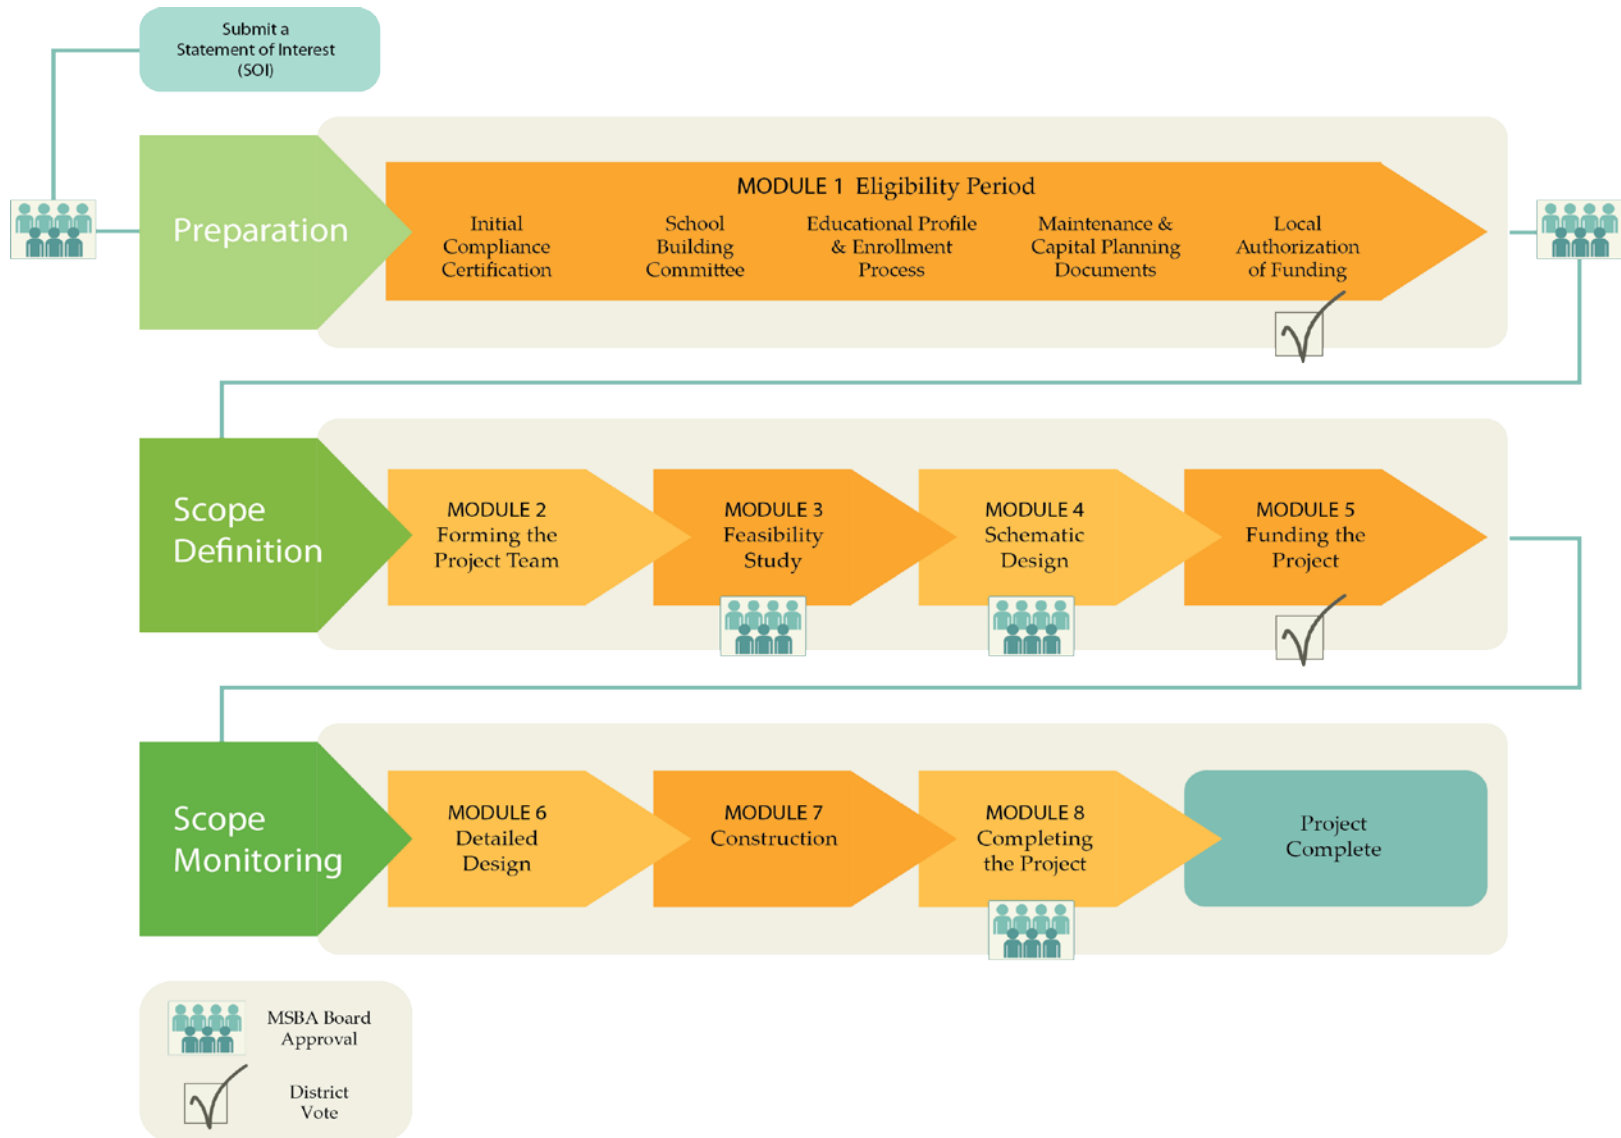 Submit a
Statement of Interest
(SOI)
Preparation
MODULE 1 Eligibility Period
Initial
Compliance
Certification
School
Building
Committee
Educational Profile
& Enrollment
Process
Maintenance &
Capital Planning
Documents
Local
Authorization
of Funding
Scope
Definition
MODULE 2
Forming the
Project Team
MODULE 3
Feasibility
Study
MODULE 4
Schematic
Design
MODULE 5
Funding the
Project
Scope
Monitoring
MODULE 6
Detailed
Design
MODULE 7
Construction
MODULE 8
Completing
the Project
Project
Complete
MSBA Board
Approval
District
Vote